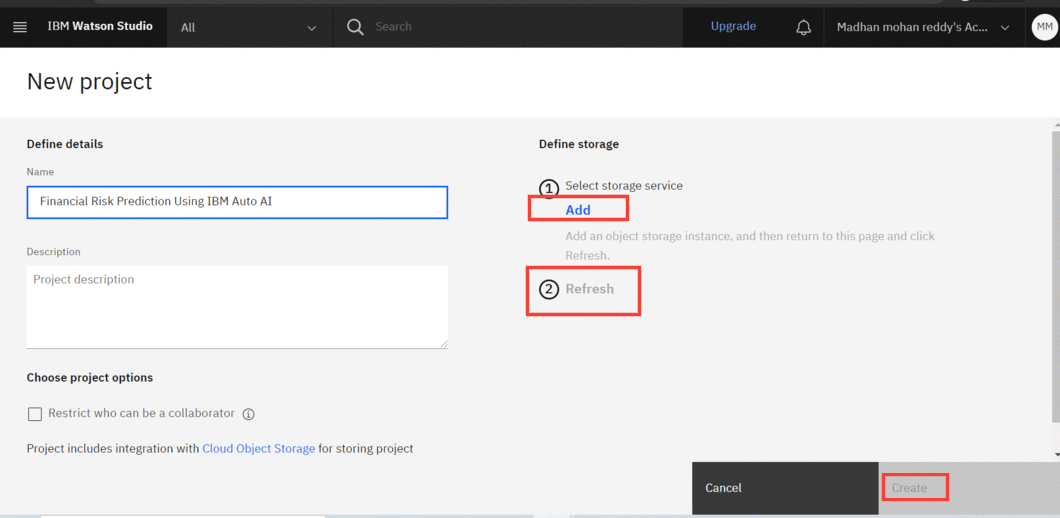 IBM Watson Studio
All
Search
Upgrade
Madhan mohan reddy's Ac...
MM
New project
Define details
Name
Financial Risk Prediction Using IBM Auto AI
Description
Project description
Choose project options
Restrict who can be a collaborator
Project includes integration with Cloud Object Storage for storing project
Define storage
1 Select storage service
Add
Add an object storage instance, and then return to this page and click
Refresh.
2 Refresh
Cancel
Create